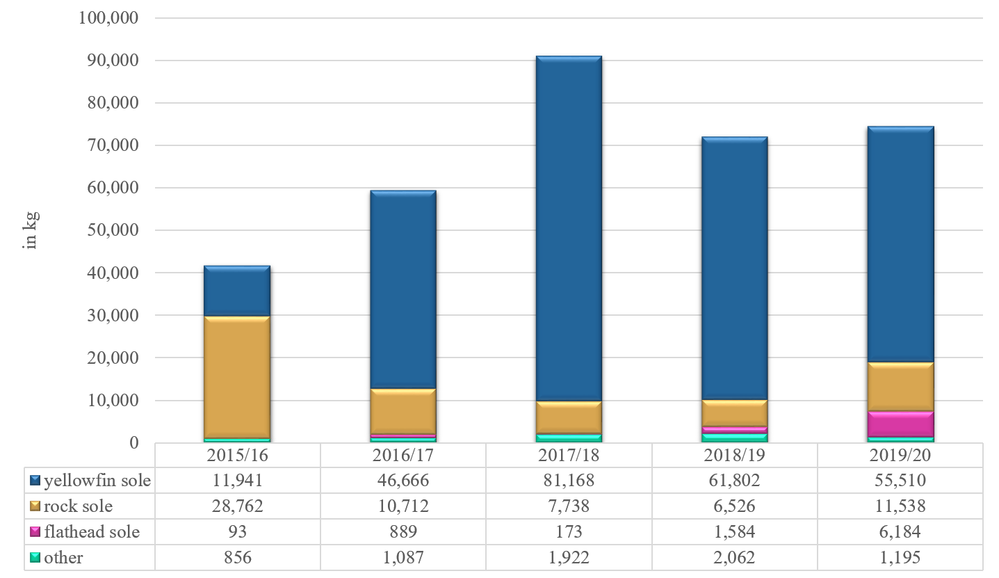 100,000
90,000
80,000
70,000
60,000
50,000
40,000
30,000
20,000
10,000
0
in kg
2015/16 2016/17 2017/18 2018/19 2019/20
yellowfin sole 11,941 46,666 81,168 61,802 55,510
rock sole 28,762 10,712 7,738 6,526 11,538
flathead sole 93 889 173 1,584 6,184
other 856 1,087 1,922 2,062 1,195